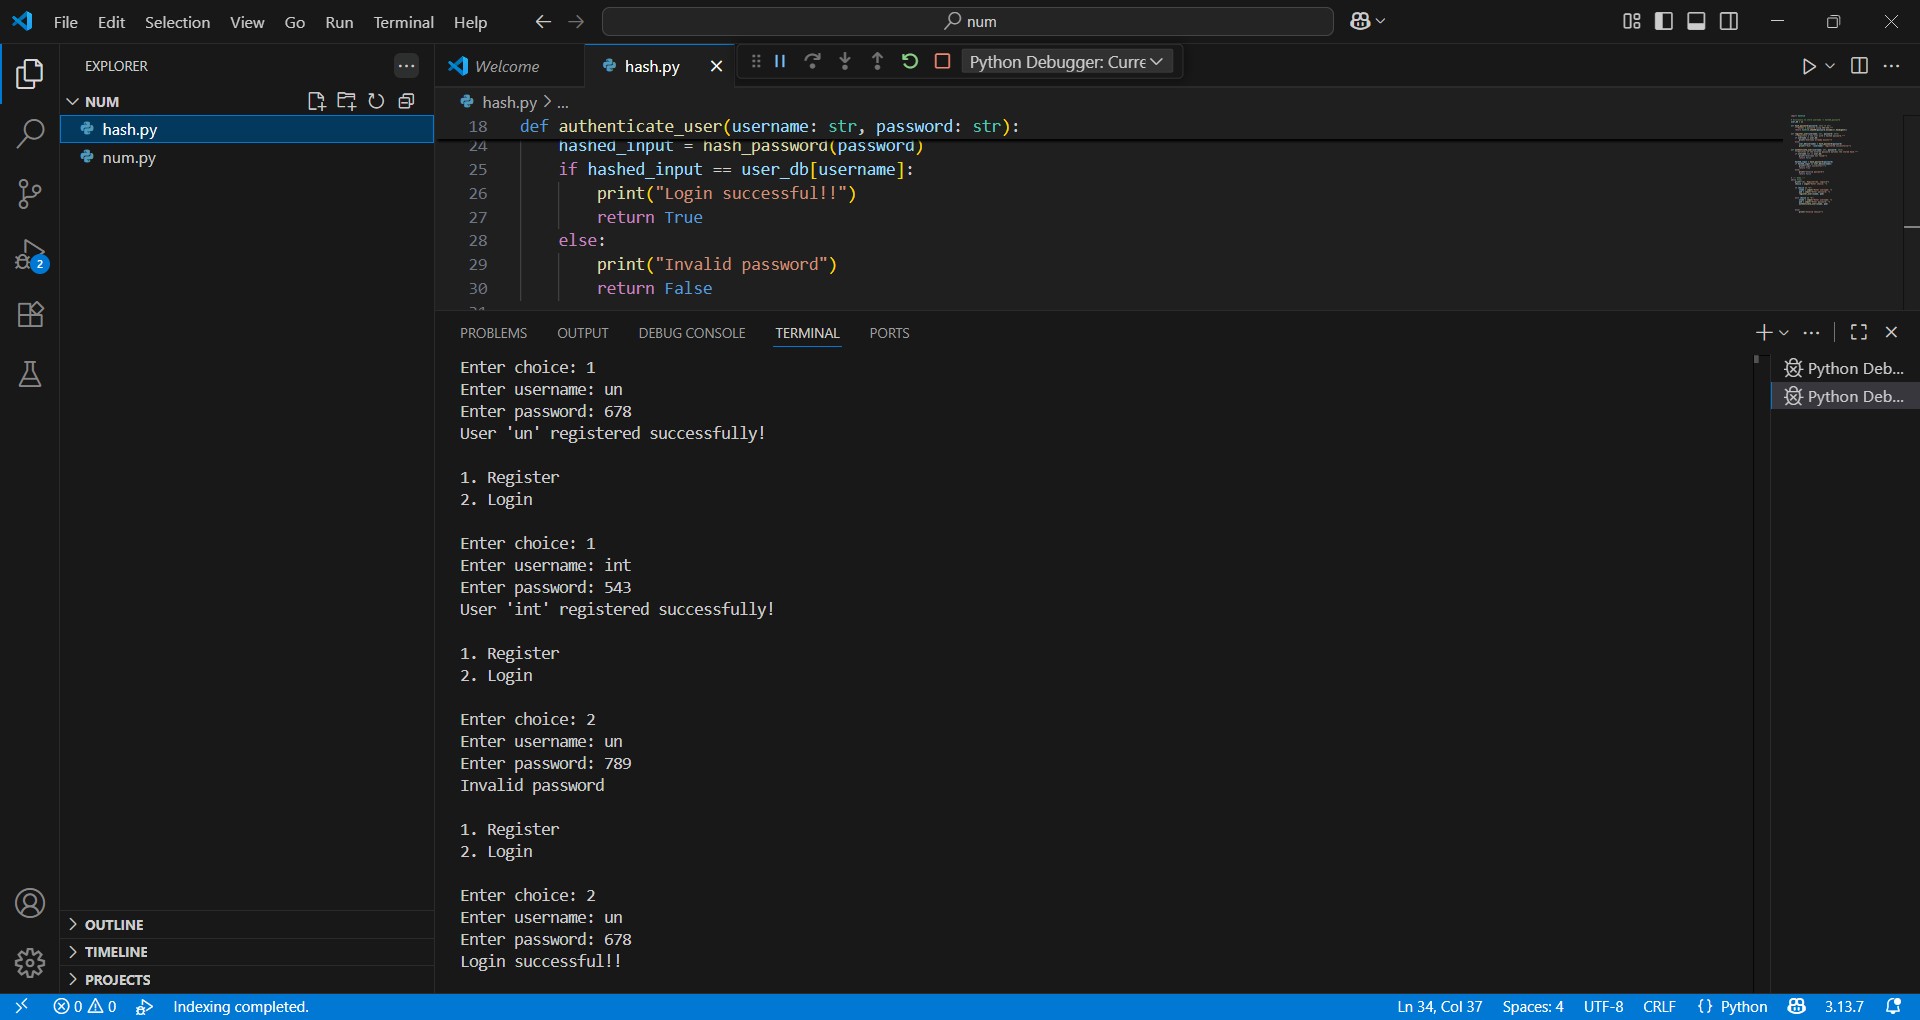 File Edit Selection View Go Run Terminal Help
num
EXPLORER
NUM
hash.py
num.py
OUTLINE
TIMELINE
PROJECTS
Welcome
hash.py
Python Debugger: Curre
hash.py > ...
18 def authenticate_user(username: str, password: str):
24 hashed_input = hash_password(password)
25 if hashed_input == user_db[username]:
26 print("Login successful!!")
27 return True
28 else:
29 print("Invalid password")
30 return False
31
PROBLEMS OUTPUT DEBUG CONSOLE TERMINAL PORTS
Enter choice: 1
Enter username: un
Enter password: 678
User 'un' registered successfully!
1. Register
2. Login
Enter choice: 1
Enter username: int
Enter password: 543
User 'int' registered successfully!
1. Register
2. Login
Enter choice: 2
Enter username: un
Enter password: 789
Invalid password
1. Register
2. Login
Enter choice: 2
Enter username: un
Enter password: 678
Login successful!!
Python Deb...
Python Deb...
2
0 0 Indexing completed. Ln 34, Col 37 Spaces: 4 UTF-8 CRLF {} Python 3.13.7